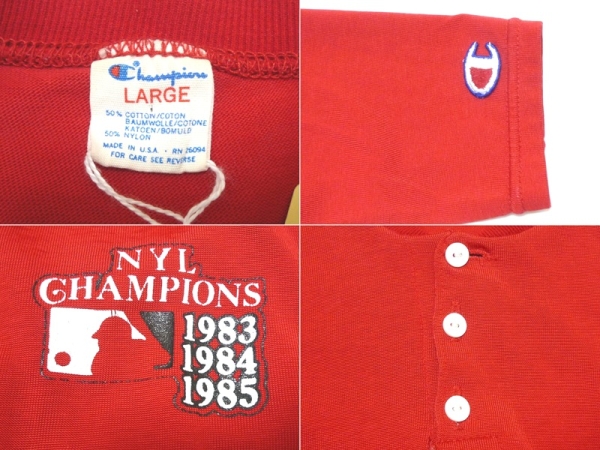 Champion
LARGE
50% COTTON/COTON
BAUMWOLLE/COTONE
KATOEN/BOMULD
50% NYLON
MADE IN U.S.A. - RN 26094
FOR CARE SEE REVERSE
NYL
CHAMPIONS
1983
1984
1985